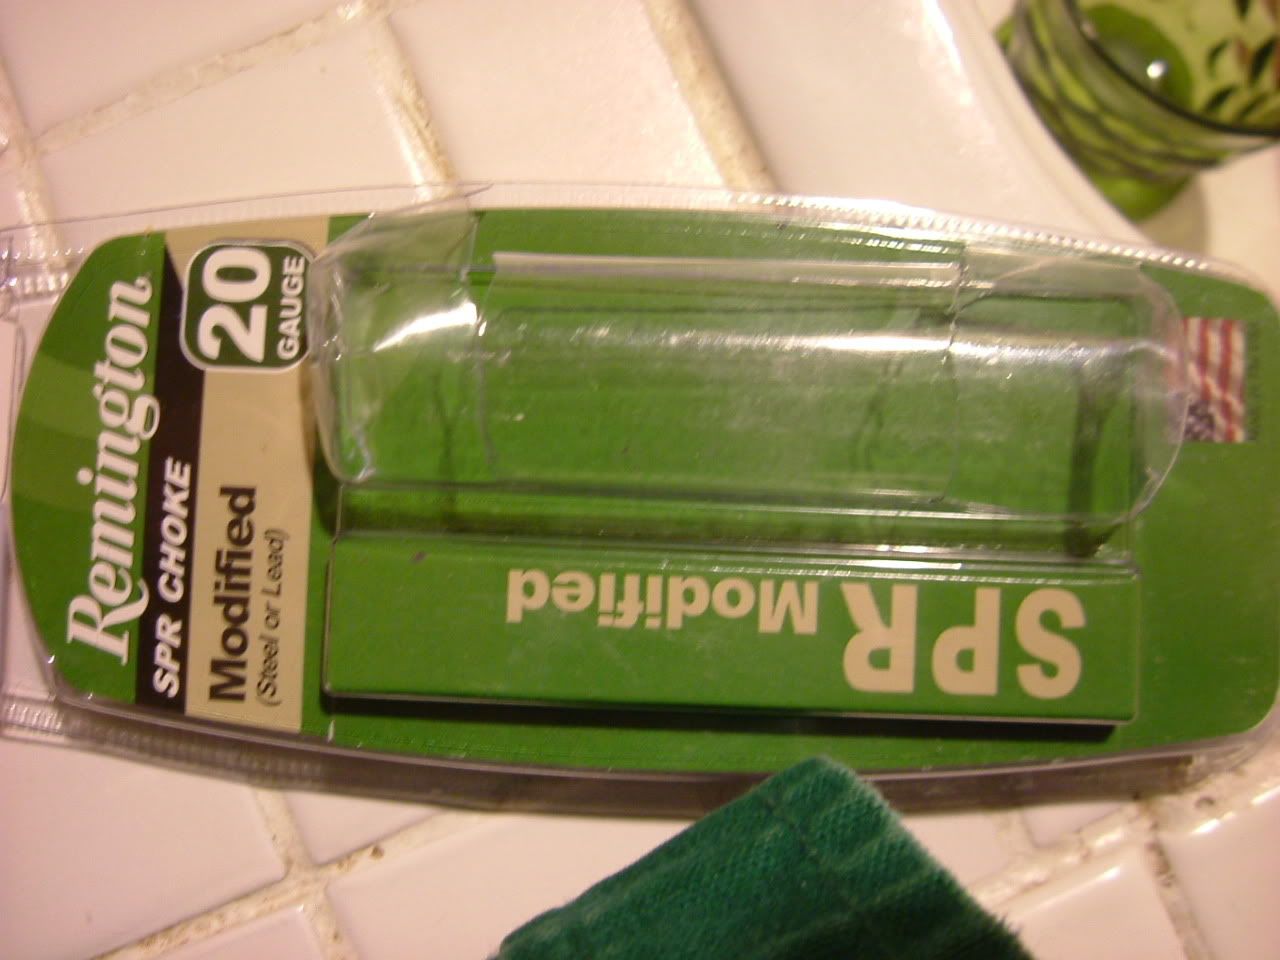 Remington
SPR CHOKE
20
GAUGE
Modified
(Steel or Lead)
SPR Modified